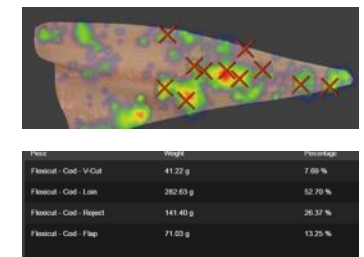 Piece Weight Percentage
Flexicut - Cod - V-Cut 41.22 g 7.69 %
Flexicut - Cod - Loin 282.63 g 52.70 %
Flexicut - Cod - Reject 141.40 g 26.37 %
Flexicut - Cod - Flap 71.03 g 13.25 %